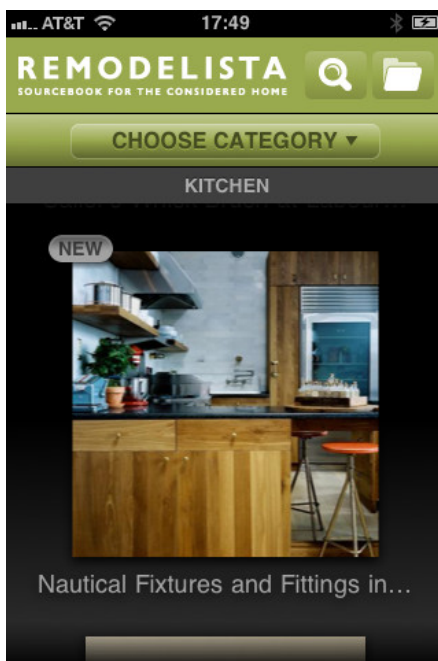 AT&T 17:49
REMODELISTA
SOURCEBOOK FOR THE CONSIDERED HOME
CHOOSE CATEGORY
KITCHEN
NEW
Nautical Fixtures and Fittings in...